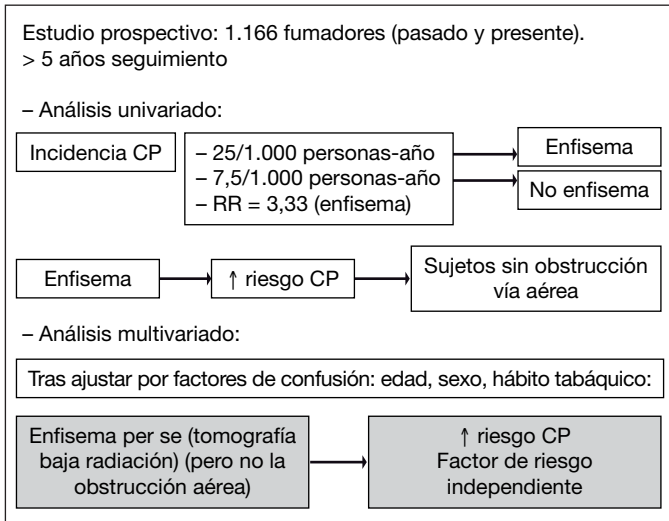 Estudio prospectivo: 1.166 fumadores (pasado y presente).
> 5 años seguimiento
– Análisis univariado:
Incidencia CP
– 25/1.000 personas-año
– 7,5/1.000 personas-año
– RR = 3,33 (enfisema)
Enfisema
No enfisema
Enfisema
↑ riesgo CP
Sujetos sin obstrucción
vía aérea
– Análisis multivariado:
Tras ajustar por factores de confusión: edad, sexo, hábito tabáquico:
Enfisema per se (tomografía
baja radiación) (pero no la
obstrucción aérea)
↑ riesgo CP
Factor de riesgo
independiente